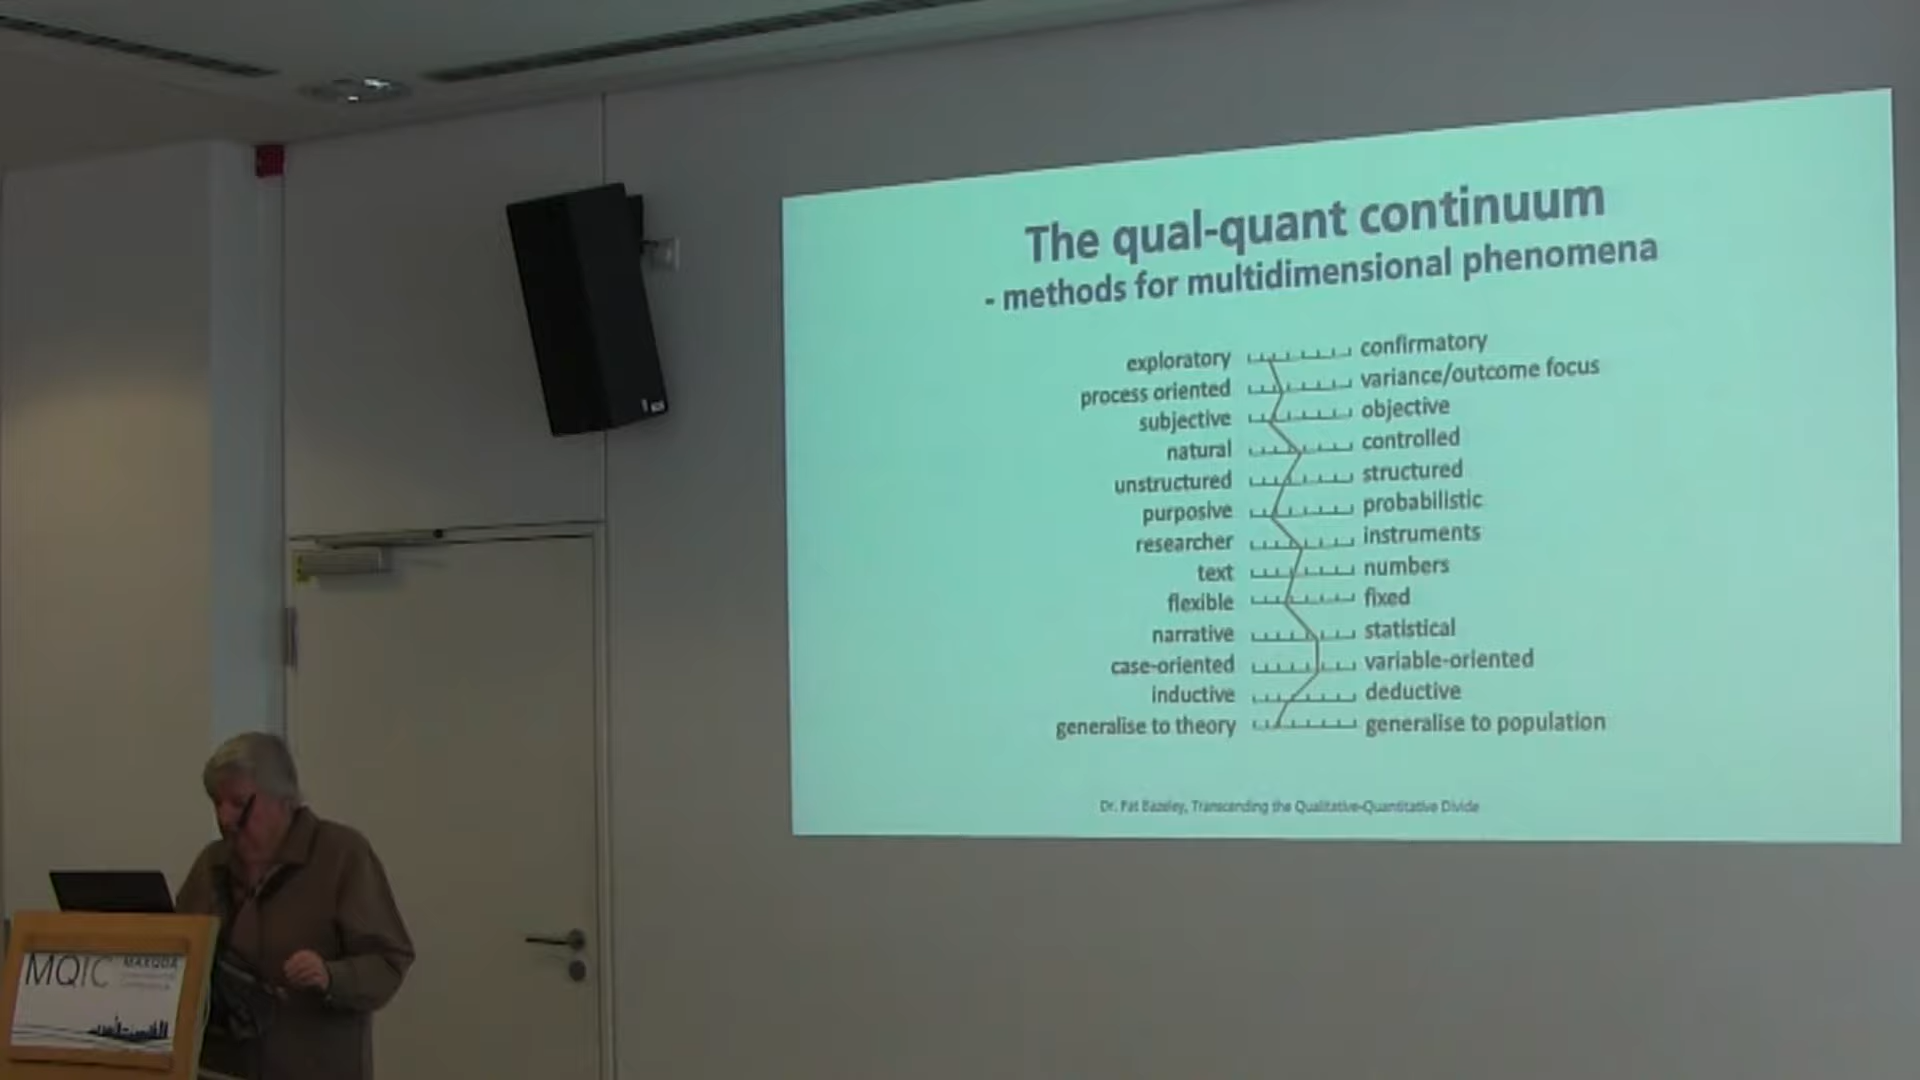 The qual-quant continuum
- methods for multidimensional phenomena
exploratory confirmatory
process oriented variance/outcome focus
subjective objective
natural controlled
unstructured structured
purposive probabilistic
researcher instruments
text numbers
flexible fixed
narrative statistical
case-oriented variable-oriented
inductive deductive
generalise to theory generalise to population
Dr. Pat Bazeley, Transcending the Qualitative-Quantitative Divide
MQIC MAXQDA